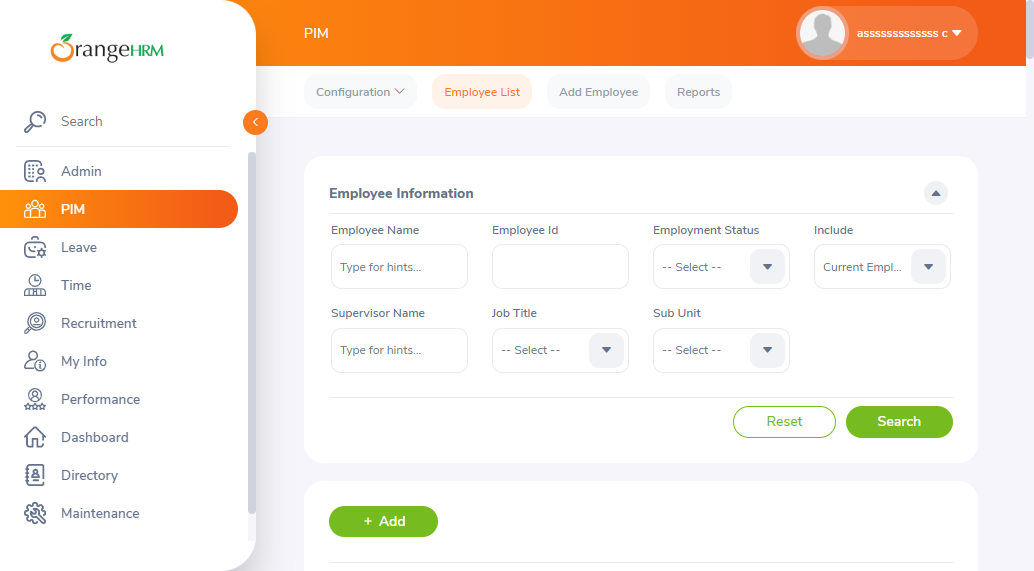 OrangeHRM
PIM
assssssssssssss c
Configuration
Employee List
Add Employee
Reports
Search
Admin
PIM
Leave
Time
Recruitment
My Info
Performance
Dashboard
Directory
Maintenance
Employee Information
Employee Name
Employee Id
Employment Status
Include
Type for hints...
-- Select --
Current Empl...
Supervisor Name
Job Title
Sub Unit
Type for hints...
-- Select --
-- Select --
Reset
Search
+ Add